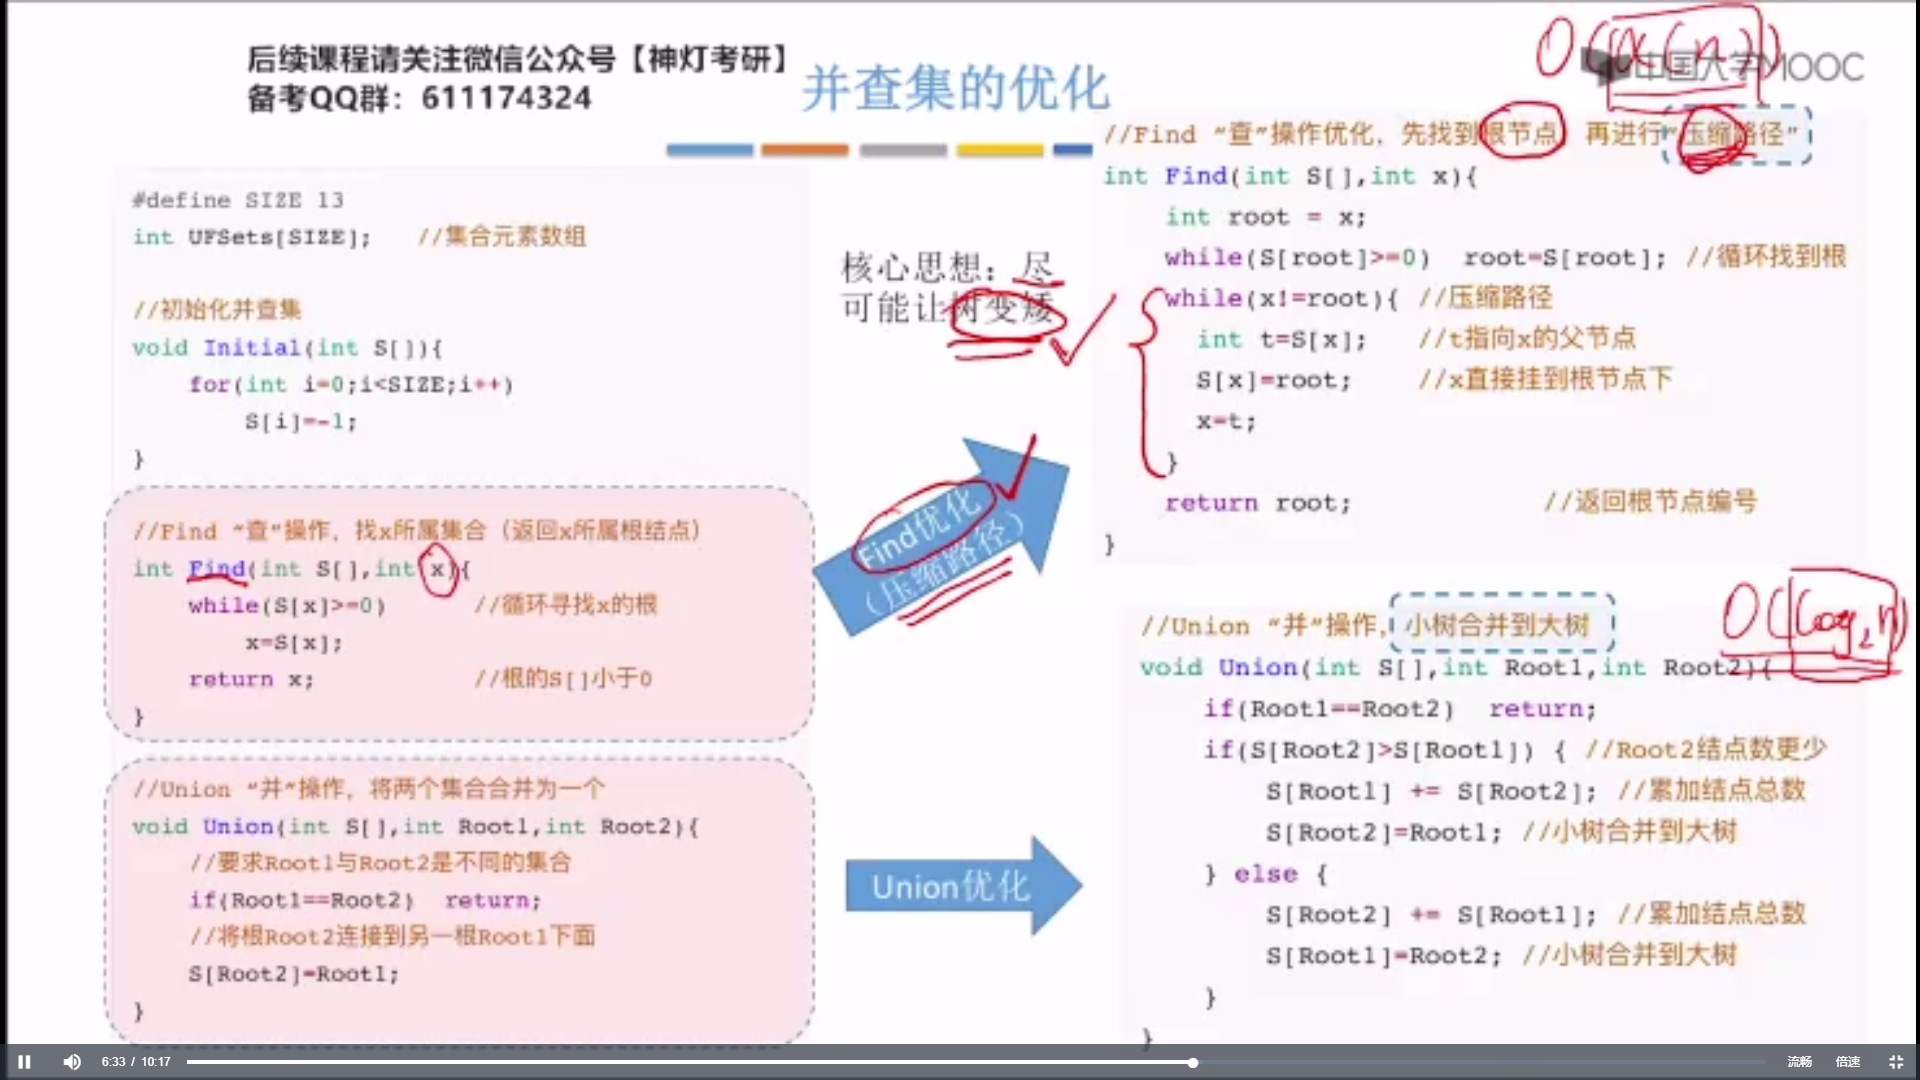 后续课程请关注微信公众号【神灯考研】
备考QQ群：611174324
并查集的优化
中国大学MOOC
O(α(n))
#define SIZE 13
int UFSets[SIZE];   //集合元素数组
//初始化并查集
void Initial(int S[]){
for(int i=0;i<SIZE;i++)
S[i]=-1;
}
//Find “查”操作，找x所属集合（返回x所属根结点）
int Find(int S[],int x){
while(S[x]>=0)   //循环寻找x的根
x=S[x];
return x;   //根的S[]小于0
}
//Union “并”操作，将两个集合合并为一个
void Union(int S[],int Root1,int Root2){
//要求Root1与Root2是不同的集合
if(Root1==Root2)  return;
//将根Root2连接到另一根Root1下面
S[Root2]=Root1;
}
核心思想：尽
可能让树变矮
Find优化
（压缩路径）
Union优化
//Find “查”操作优化，先找到根节点，再进行“压缩路径”
int Find(int S[],int x){
int root = x;
while(S[root]>=0)  root=S[root]; //循环找到根
while(x!=root){ //压缩路径
int t=S[x];   //t指向x的父节点
S[x]=root;   //x直接挂到根节点下
x=t;
}
return root;   //返回根节点编号
}
O(log₂n)
//Union “并”操作，小树合并到大树
void Union(int S[],int Root1,int Root2){
if(Root1==Root2)  return;
if(S[Root2]>S[Root1]) { //Root2结点数更少
S[Root1] += S[Root2]; //累加结点总数
S[Root2]=Root1; //小树合并到大树
} else {
S[Root2] += S[Root1]; //累加结点总数
S[Root1]=Root2; //小树合并到大树
}
}
6:33 / 10:17
流畅
倍速